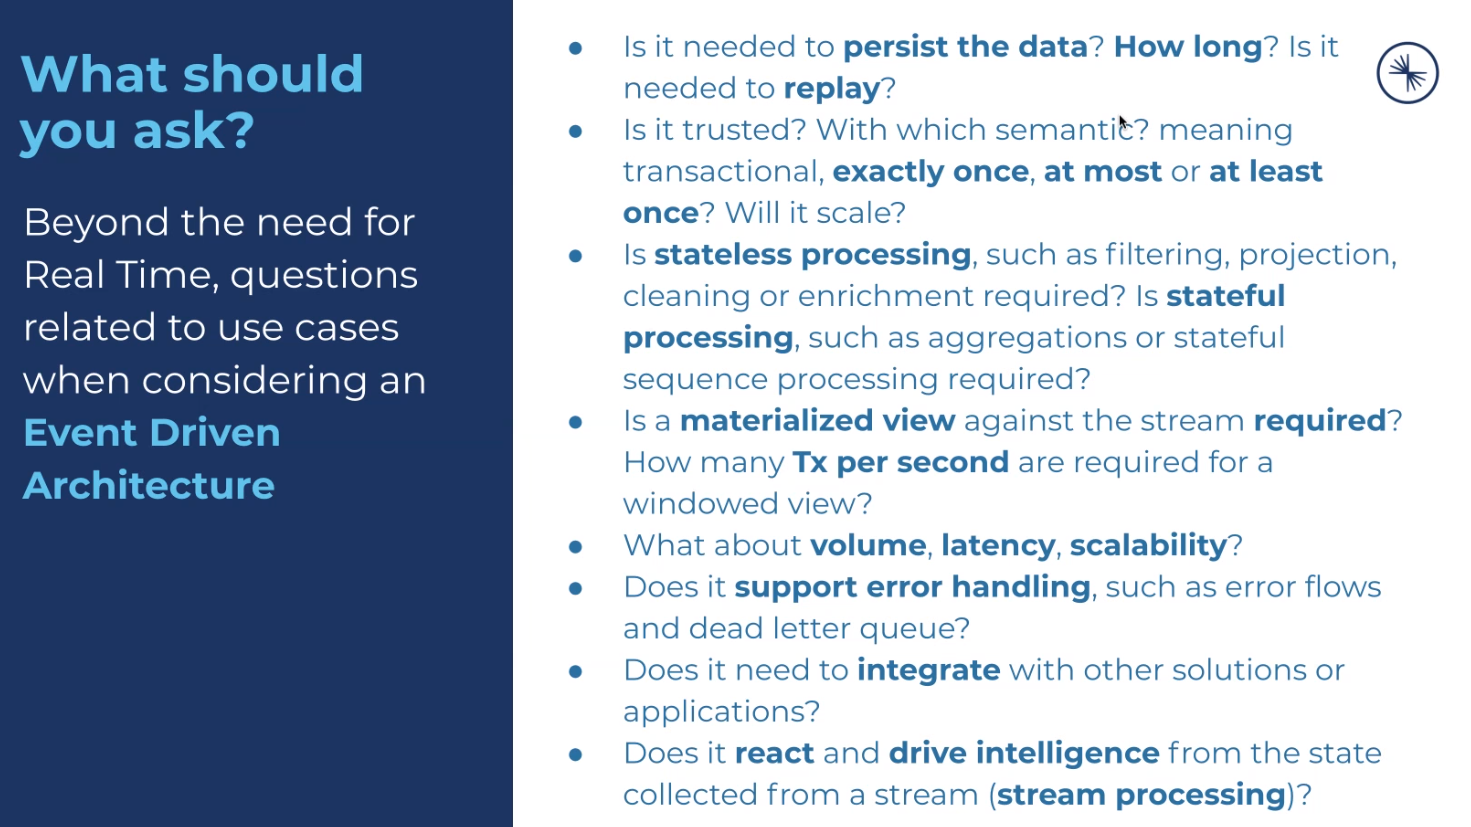 What should
you ask?
Beyond the need for
Real Time, questions
related to use cases
when considering an
Event Driven
Architecture
● Is it needed to persist the data? How long? Is it
needed to replay?
● Is it trusted? With which semantic? meaning
transactional, exactly once, at most or at least
once? Will it scale?
● Is stateless processing, such as filtering, projection,
cleaning or enrichment required? Is stateful
processing, such as aggregations or stateful
sequence processing required?
● Is a materialized view against the stream required?
How many Tx per second are required for a
windowed view?
● What about volume, latency, scalability?
● Does it support error handling, such as error flows
and dead letter queue?
● Does it need to integrate with other solutions or
applications?
● Does it react and drive intelligence from the state
collected from a stream (stream processing)?